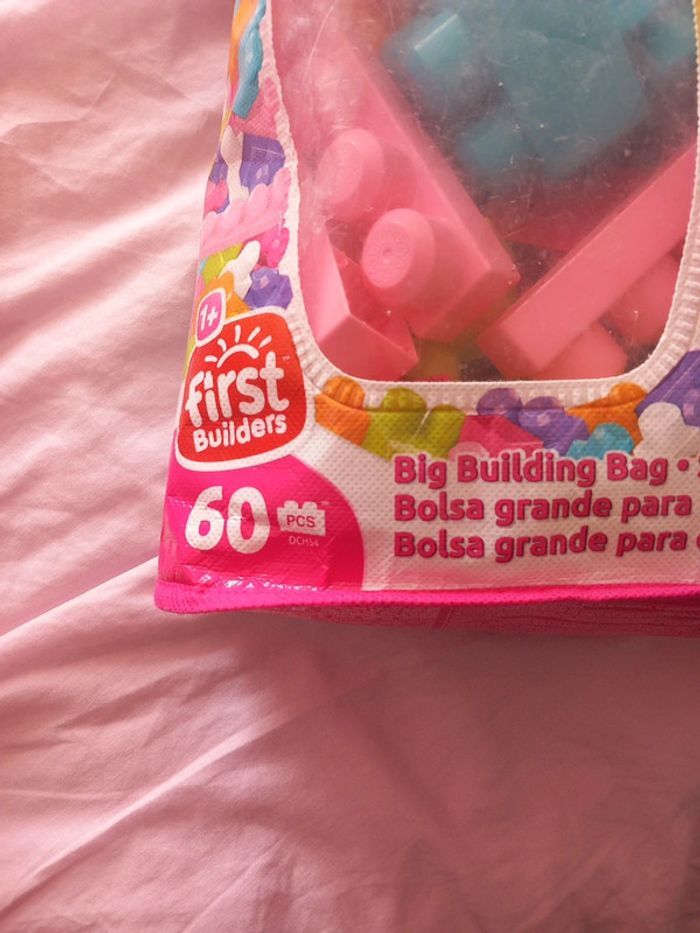 1+
first
Builders
60 PCS
DCH54
Big Building Bag •
Bolsa grande para
Bolsa grande para